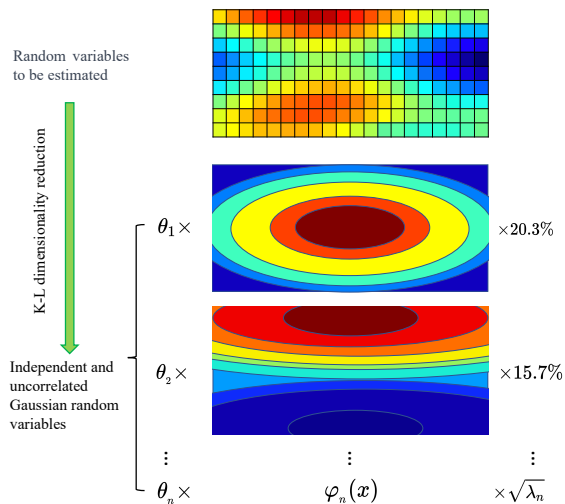 Random variables
to be estimated
K-L dimensionality reduction
θ₁× ×20.3%
Independent and
uncorrelated
Gaussian random
variables
θ₂× ×15.7%
⋮ ⋮ ⋮
θₙ× φₙ(x) ×√λₙ